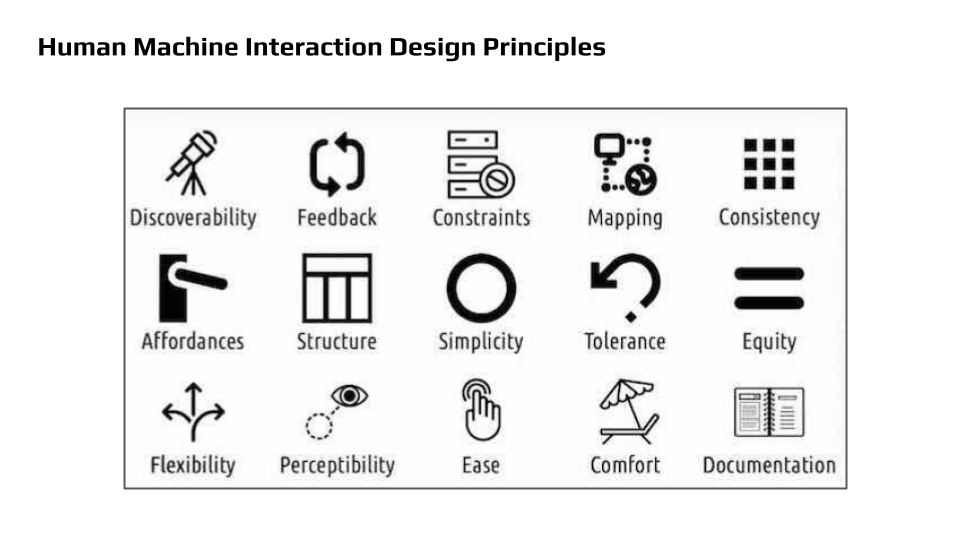 Human Machine Interaction Design Principles
Discoverability Feedback Constraints Mapping Consistency
Affordances Structure Simplicity Tolerance Equity
Flexibility Perceptibility Ease Comfort Documentation